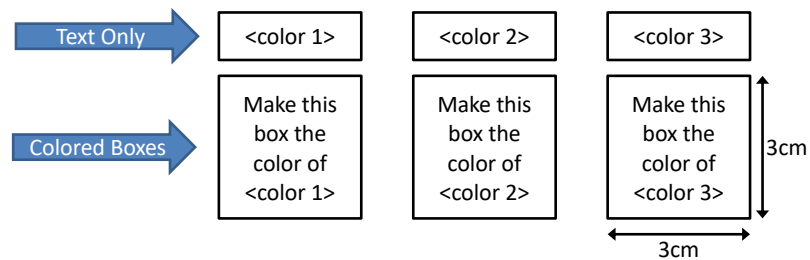 Text Only
<color 1>
<color 2>
<color 3>
Colored Boxes
Make this
box the
color of
<color 1>
Make this
box the
color of
<color 2>
Make this
box the
color of
<color 3>
3cm
3cm